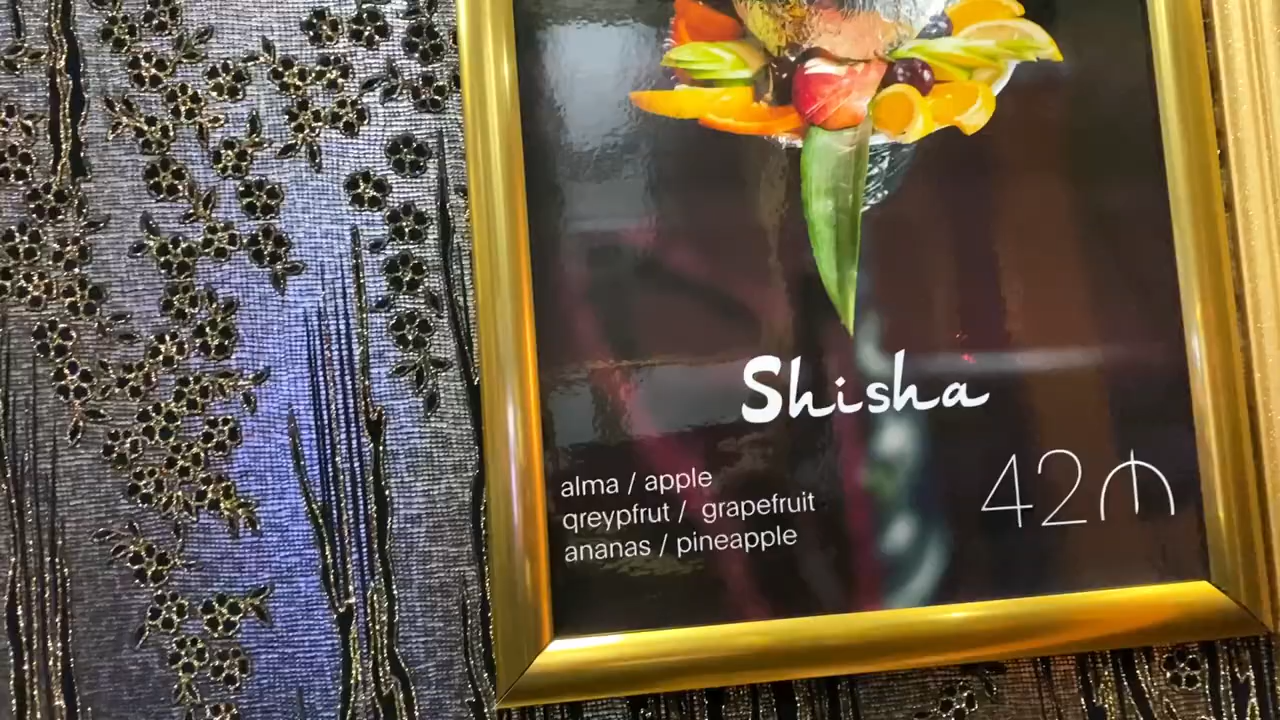 Shisha
42₼
alma / apple
qreypfrut / grapefruit
ananas / pineapple